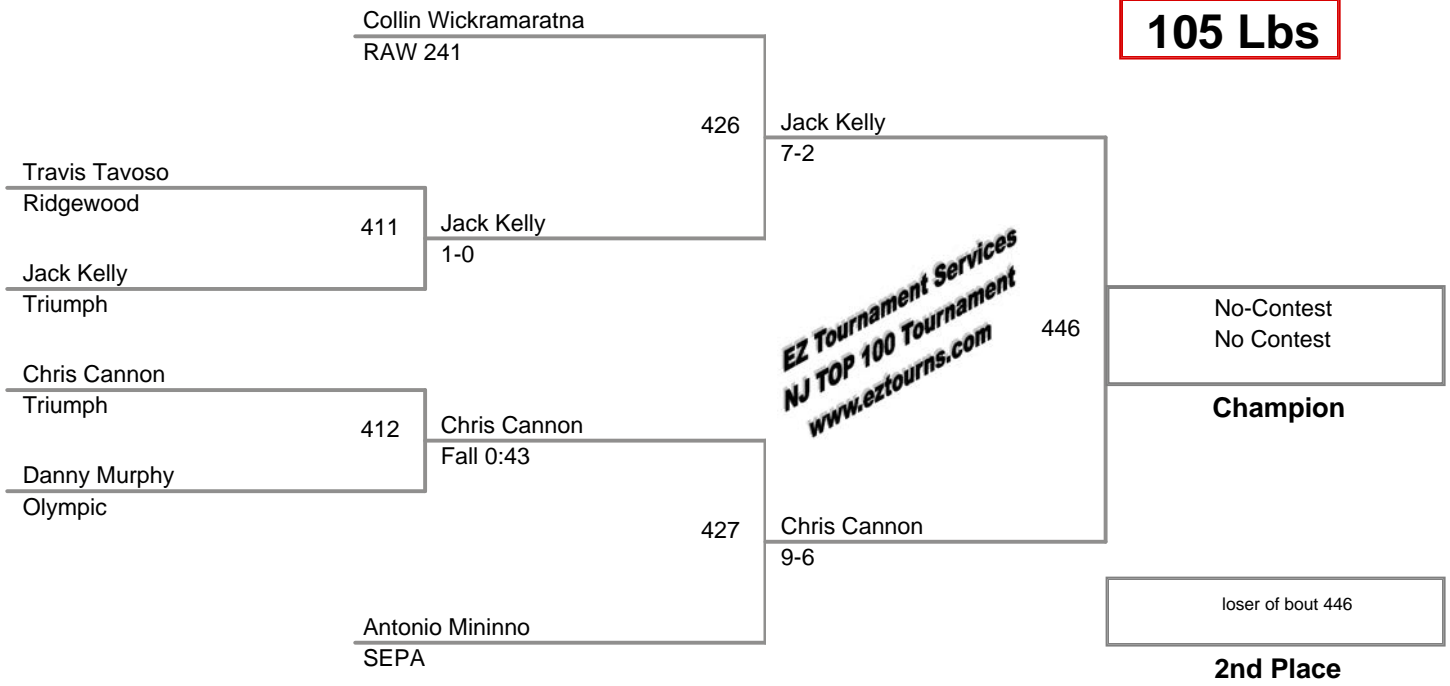 105 Lbs
Collin Wickramaratna
RAW 241
426
Jack Kelly
7-2
Travis Tavoso
Ridgewood
411
Jack Kelly
1-0
Jack Kelly
Triumph
EZ Tournament Services
NJ TOP 100 Tournament
www.eztourns.com
446
No-Contest
No Contest
Champion
Chris Cannon
Triumph
412
Chris Cannon
Fall 0:43
Danny Murphy
Olympic
427
Chris Cannon
9-6
Antonio Mininno
SEPA
loser of bout 446
2nd Place